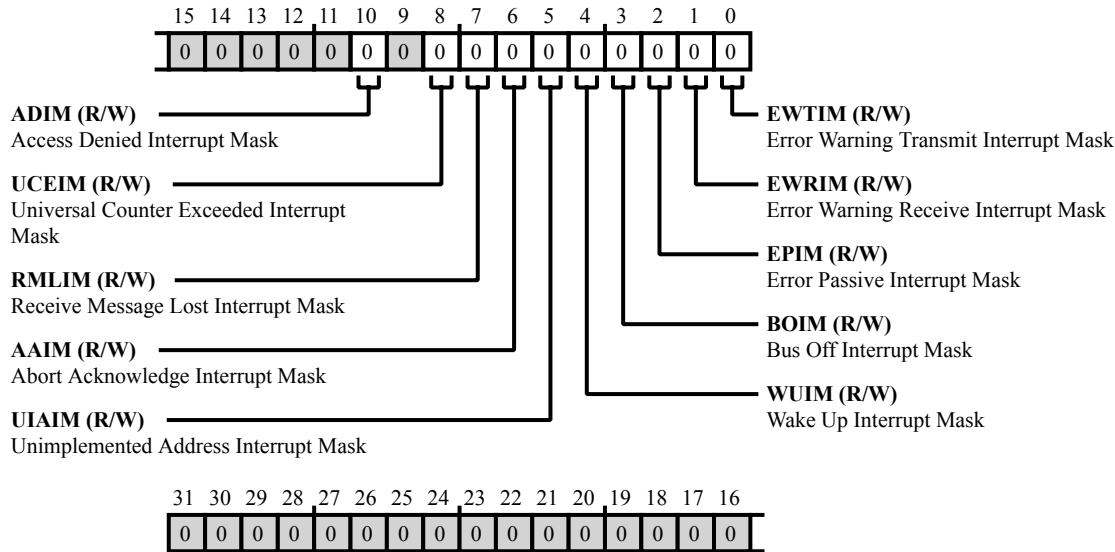 15 14 13 12 11 10 9 8 7 6 5 4 3 2 1 0
0 0 0 0 0 0 0 0 0 0 0 0 0 0 0 0
ADIM (R/W)
Access Denied Interrupt Mask
UCEIM (R/W)
Universal Counter Exceeded Interrupt
Mask
RMLIM (R/W)
Receive Message Lost Interrupt Mask
AAIM (R/W)
Abort Acknowledge Interrupt Mask
UIAIM (R/W)
Unimplemented Address Interrupt Mask
EWTIM (R/W)
Error Warning Transmit Interrupt Mask
EWRIM (R/W)
Error Warning Receive Interrupt Mask
EPIM (R/W)
Error Passive Interrupt Mask
BOIM (R/W)
Bus Off Interrupt Mask
WUIM (R/W)
Wake Up Interrupt Mask
31 30 29 28 27 26 25 24 23 22 21 20 19 18 17 16
0 0 0 0 0 0 0 0 0 0 0 0 0 0 0 0